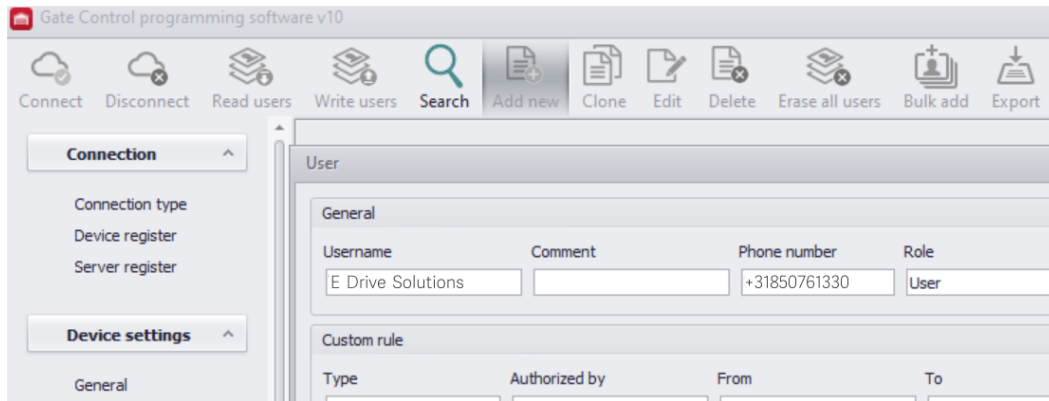 Gate Control programming software v10
Connect Disconnect Read users Write users Search Add new Clone Edit Delete Erase all users Bulk add Export
Connection
Connection type
Device register
Server register
Device settings
General
User
General
Username Comment Phone number Role
E Drive Solutions +31850761330 User
Custom rule
Type Authorized by From To